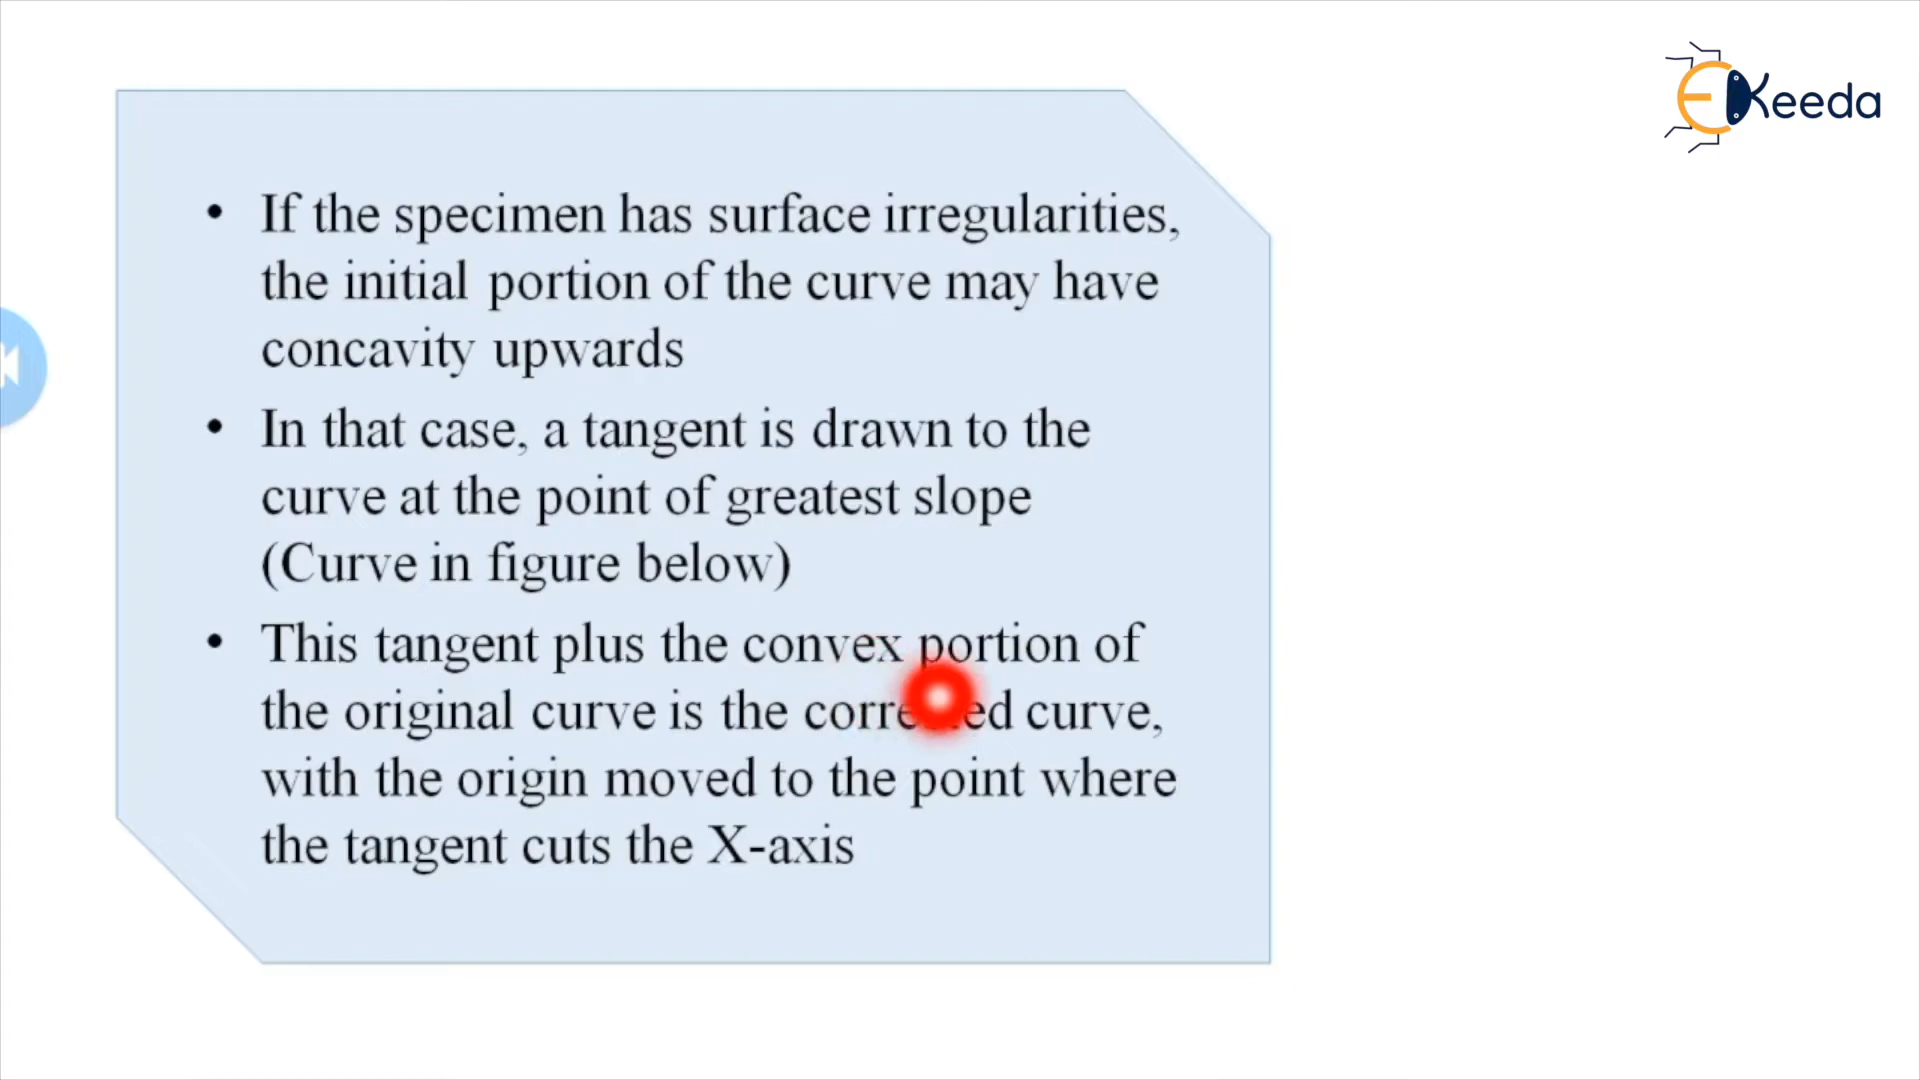 EKeeda
• If the specimen has surface irregularities,
the initial portion of the curve may have
concavity upwards
• In that case, a tangent is drawn to the
curve at the point of greatest slope
(Curve in figure below)
• This tangent plus the convex portion of
the original curve is the corrected curve,
with the origin moved to the point where
the tangent cuts the X-axis